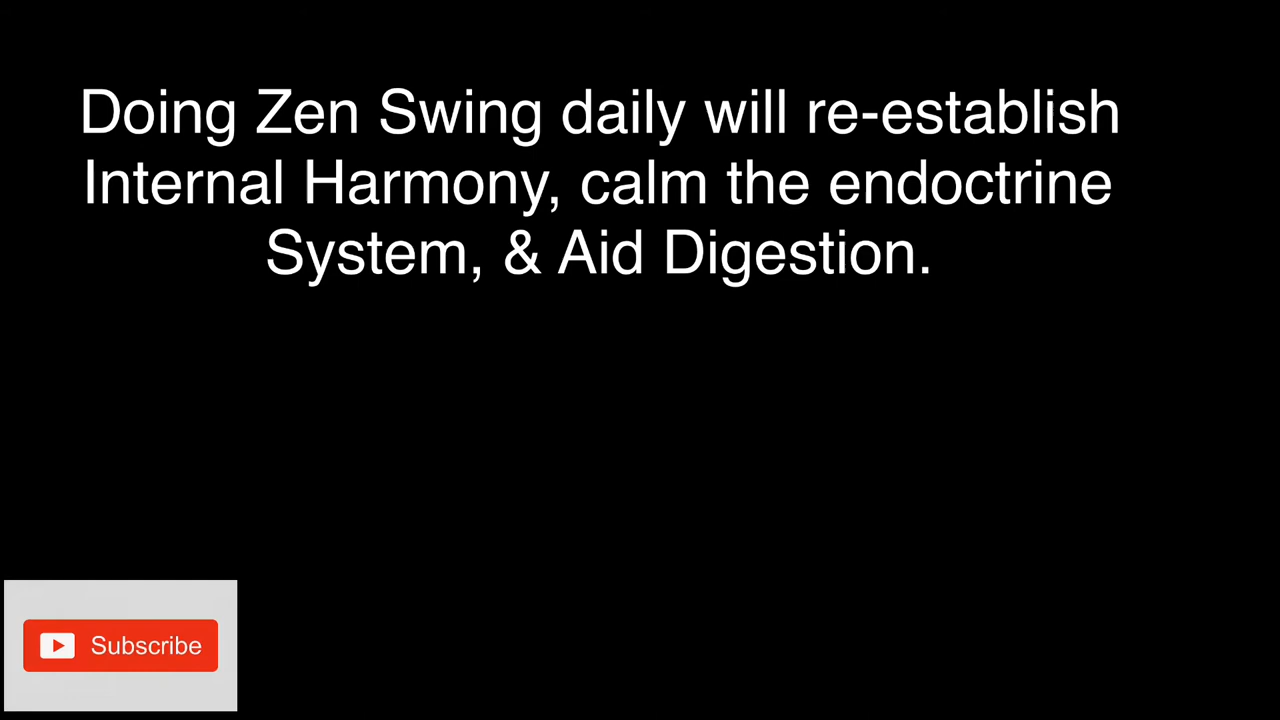 Doing Zen Swing daily will re-establish
Internal Harmony, calm the endoctrine
System, & Aid Digestion.
Subscribe